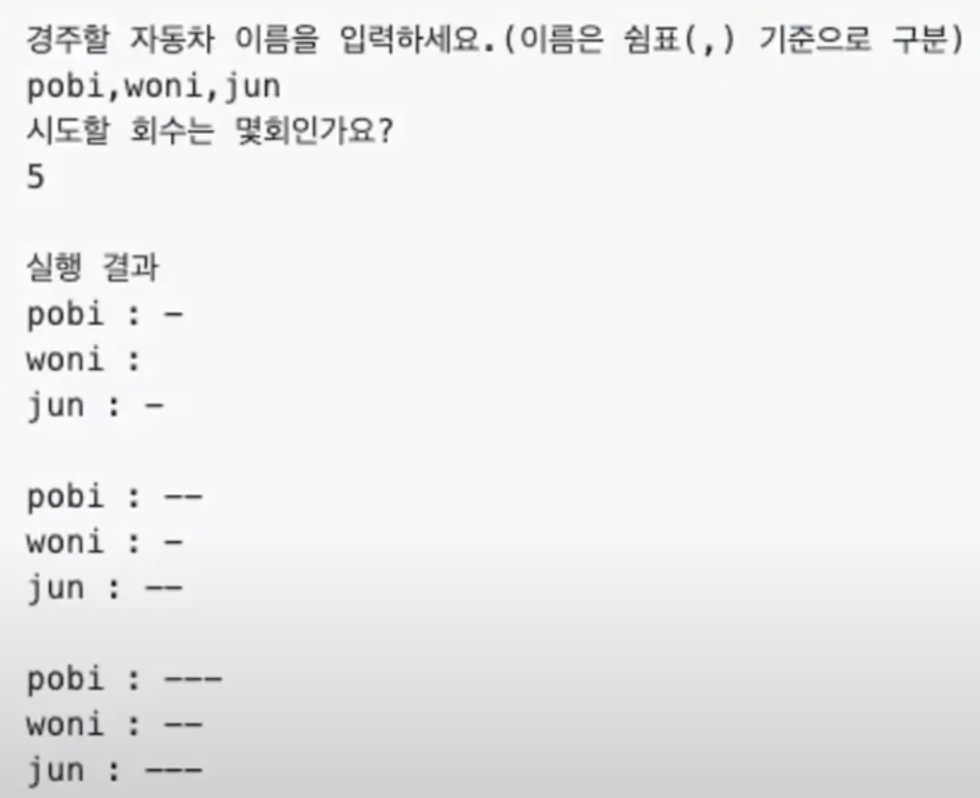 경주할 자동차 이름을 입력하세요.(이름은 쉼표(,) 기준으로 구분)
pobi,woni,jun
시도할 회수는 몇회인가요?
5
실행 결과
pobi : -
woni :
jun : -
pobi : --
woni : -
jun : --
pobi : ---
woni : --
jun : ---